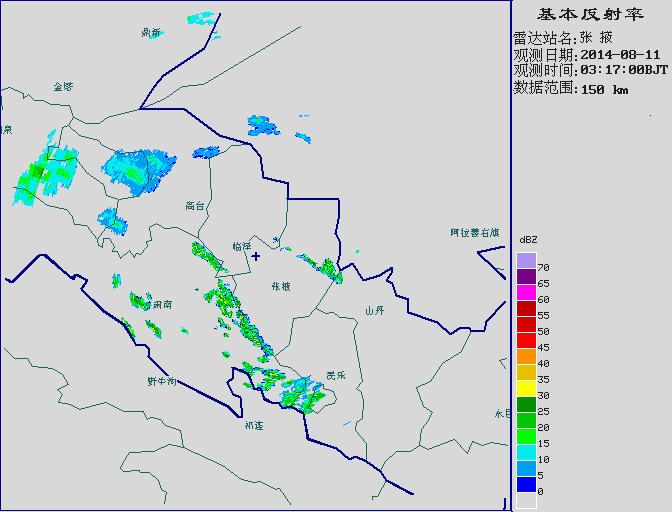 基本反射率
雷达站名:张 掖
观测日期:2014-08-11
观测时间:03:17:00BJT
数据范围:150 km
鼎新
金塔
泉
高台
临泽
阿拉善右旗
张掖
山丹
肃南
野牛沟
民乐
祁连
永昌
dBZ
70
65
60
55
50
45
40
35
30
25
20
15
10
5
0